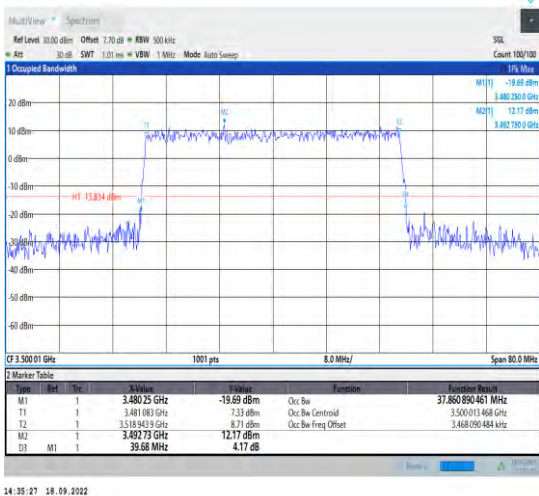 MultiView Spectrum
Ref Level 30.00 dBm Offset 7.70 dB RBW 500 kHz SGL
Att 30 dB SWT 1.01 ms VBW 1 MHz Mode Auto Sweep Count 100/100
1 Occupied Bandwidth 1Pk Max
M1[1] -19.69 dBm
3.480 250 0 GHz
M2[1] 12.17 dBm
3.492 730 0 GHz
20 dBm
M2
T1
T2
10 dBm
0 dBm
-10 dBm
H1 -13.834 dBm
M1
-20 dBm
-30 dBm
-40 dBm
-50 dBm
-60 dBm
CF 3.500 01 GHz 1001 pts 8.0 MHz/ Span 80.0 MHz
2 Marker Table
Type Ref Trc X-Value Y-Value Function Function Result
M1 1 3.480 25 GHz -19.69 dBm Occ Bw 37.860 890 461 MHz
T1 1 3.481 083 GHz 7.33 dBm Occ Bw Centroid 3.500 013 468 GHz
T2 1 3.518 943 9 GHz 8.71 dBm Occ Bw Freq Offset 3.468 090 484 kHz
M2 1 3.492 73 GHz 12.17 dBm
D3 M1 1 39.68 MHz 4.17 dB
14:35:27 18.09.2022